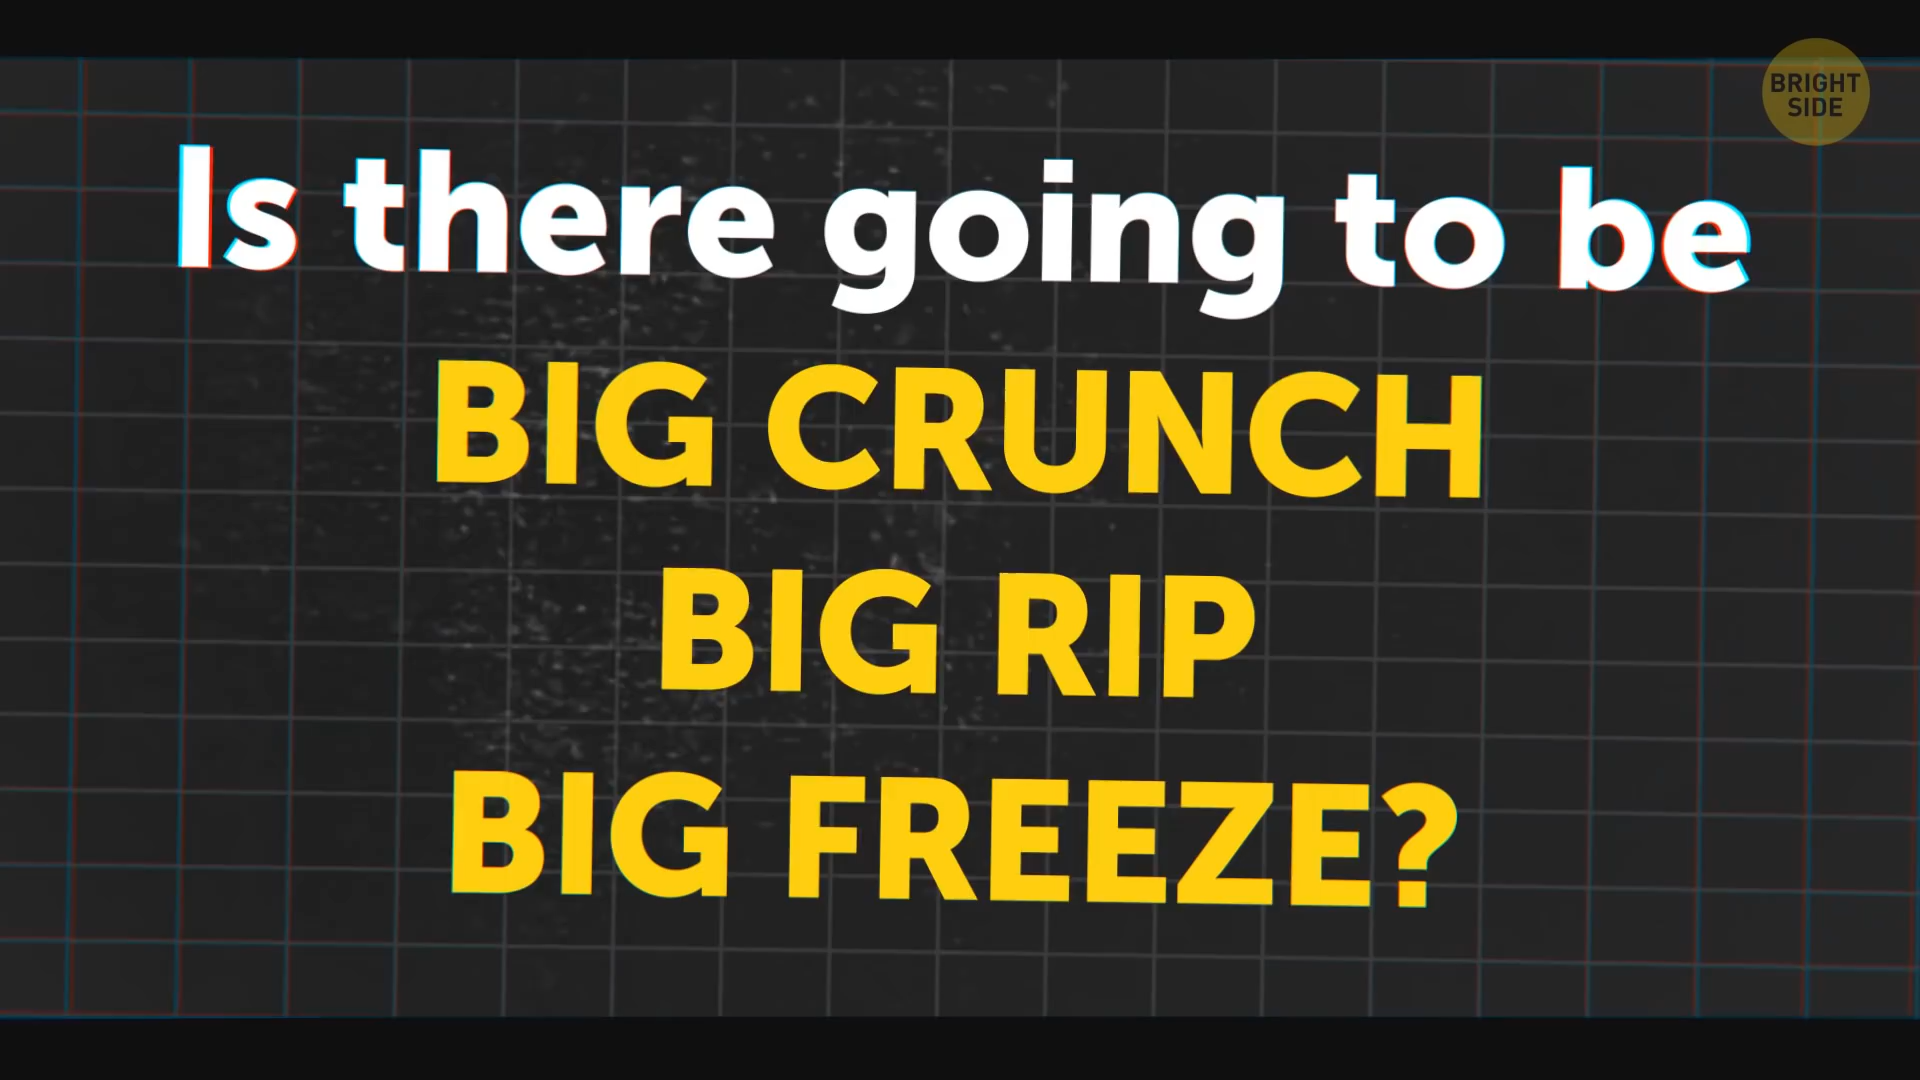 BRIGHT
SIDE
Is there going to be
BIG CRUNCH
BIG RIP
BIG FREEZE?